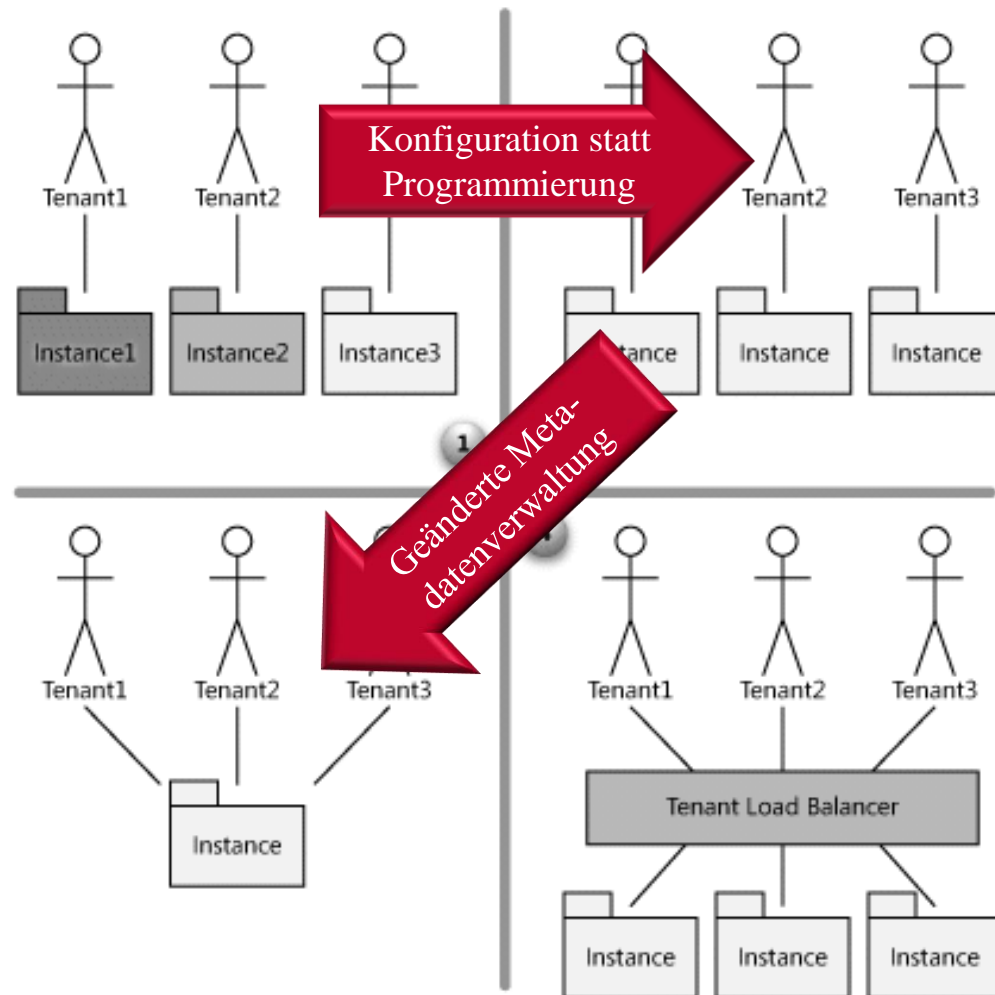 Konfiguration statt
Programmierung
Tenant1
Tenant2
Tenant2
Tenant3
Instance1
Instance2
Instance3
Instance
Instance
1
Geänderte Meta-
datenverwaltung
Tenant1
Tenant2
Tenant3
Tenant1
Tenant2
Tenant3
Tenant Load Balancer
Instance
Instance
Instance
Instance